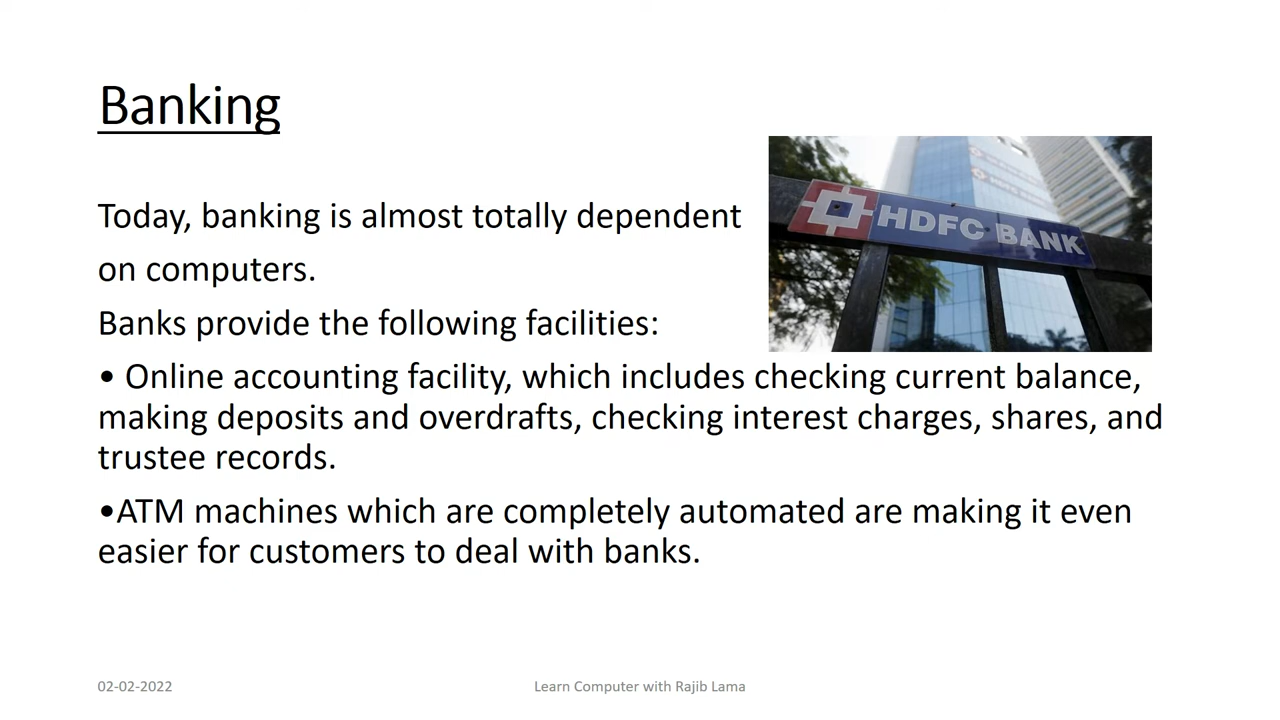 Banking
Today, banking is almost totally dependent
on computers.
HDFC BANK
Banks provide the following facilities:
• Online accounting facility, which includes checking current balance,
making deposits and overdrafts, checking interest charges, shares, and
trustee records.
•ATM machines which are completely automated are making it even
easier for customers to deal with banks.
02-02-2022
Learn Computer with Rajib Lama